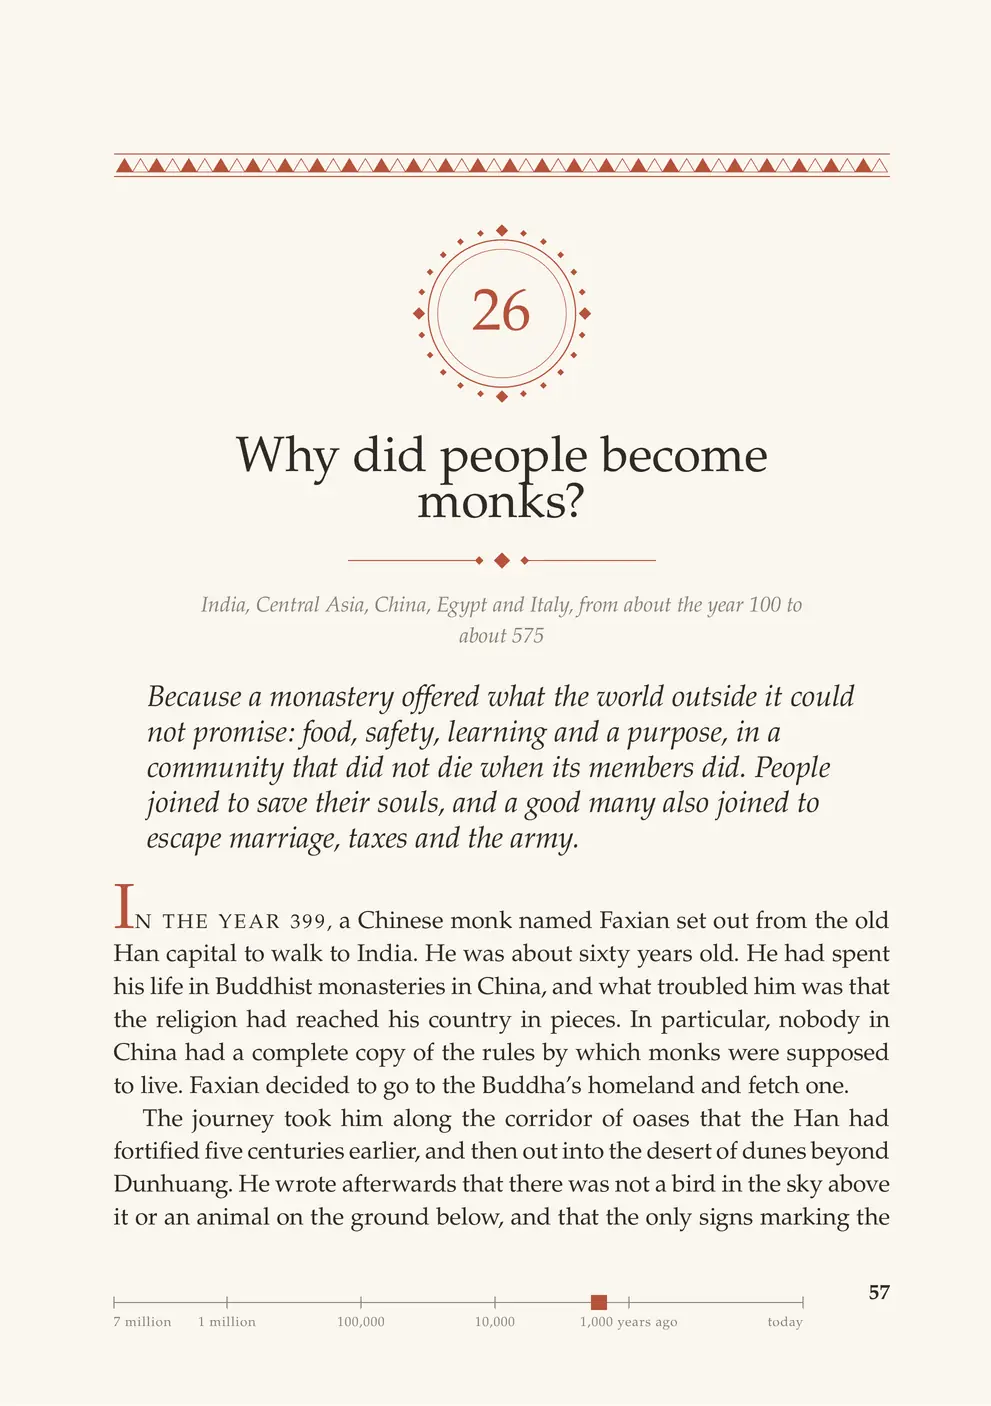 26
Why did people become
monks?
India, Central Asia, China, Egypt and Italy, from about the year 100 to
about 575
Because a monastery offered what the world outside it could
not promise: food, safety, learning and a purpose, in a
community that did not die when its members did. People
joined to save their souls, and a good many also joined to
escape marriage, taxes and the army.
IN THE YEAR 399, a Chinese monk named Faxian set out from the old
Han capital to walk to India. He was about sixty years old. He had spent
his life in Buddhist monasteries in China, and what troubled him was that
the religion had reached his country in pieces. In particular, nobody in
China had a complete copy of the rules by which monks were supposed
to live. Faxian decided to go to the Buddha’s homeland and fetch one.
The journey took him along the corridor of oases that the Han had
fortified five centuries earlier, and then out into the desert of dunes beyond
Dunhuang. He wrote afterwards that there was not a bird in the sky above
it or an animal on the ground below, and that the only signs marking the
57
7 million 1 million 100,000 10,000 1,000 years ago today